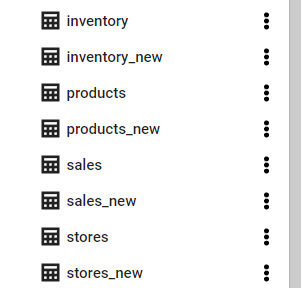 inventory
inventory_new
products
products_new
sales
sales_new
stores
stores_new